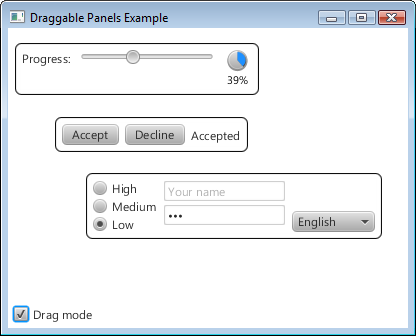 Draggable Panels Example
Progress:
39%
Accept Decline Accepted
High
Medium
Low
Your name
•••
English
Drag mode